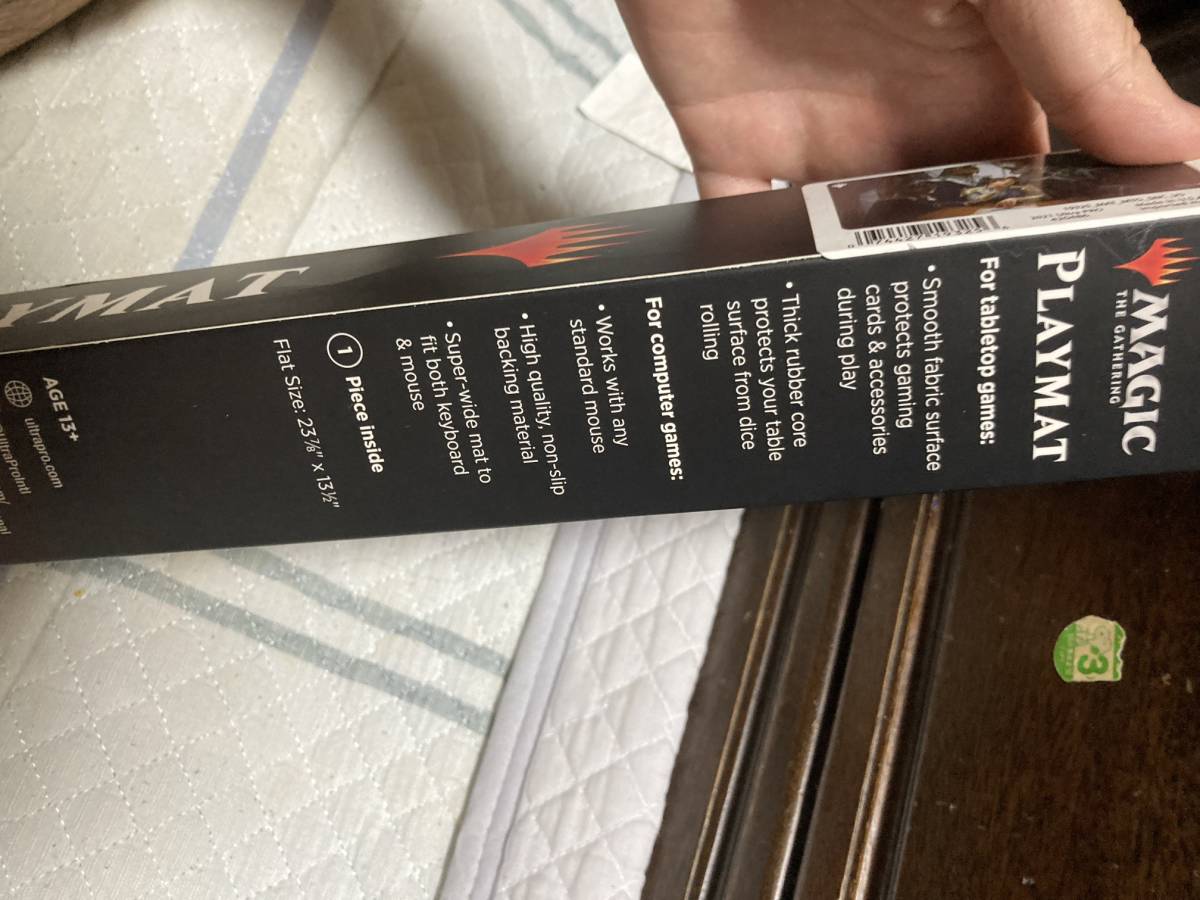 MAGIC
THE GATHERING
PLAYMAT
For tabletop games:
• Smooth fabric surface
protects gaming
cards & accessories
during play
• Thick rubber core
protects your table
surface from dice
rolling
For computer games:
• Works with any
standard mouse
• High quality, non-slip
backing material
• Super-wide mat to
fit both keyboard
& mouse
1 Piece inside
Flat Size: 23⅞" x 13½"
AGE 13+
ultrapro.com
YMAT
3